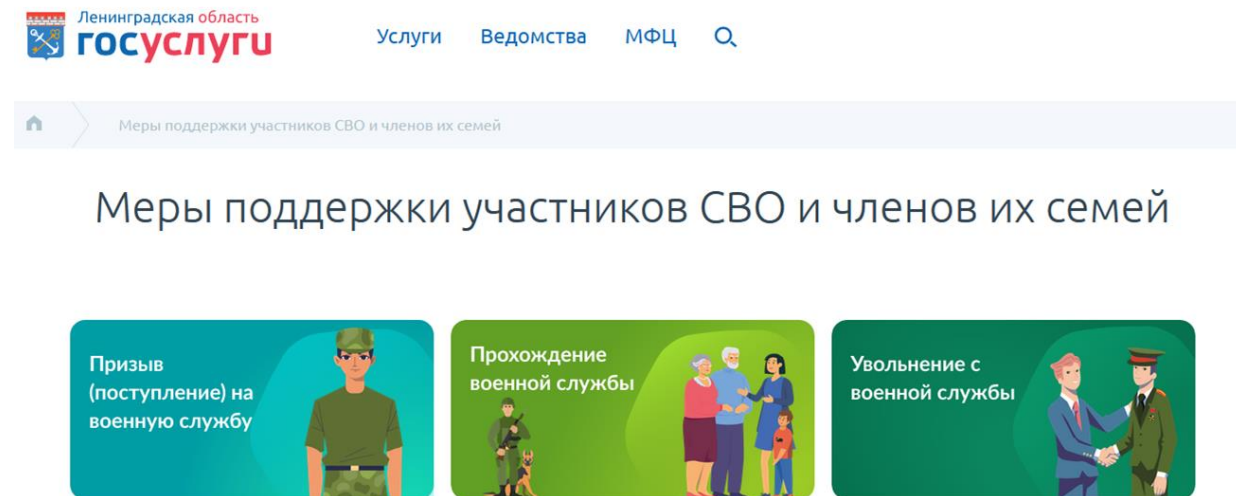 Ленинградская область
госуслуги
Услуги Ведомства МФЦ
Меры поддержки участников СВО и членов их семей
Меры поддержки участников СВО и членов их семей
Призыв
(поступление) на
военную службу
Прохождение
военной службы
Увольнение с
военной службы